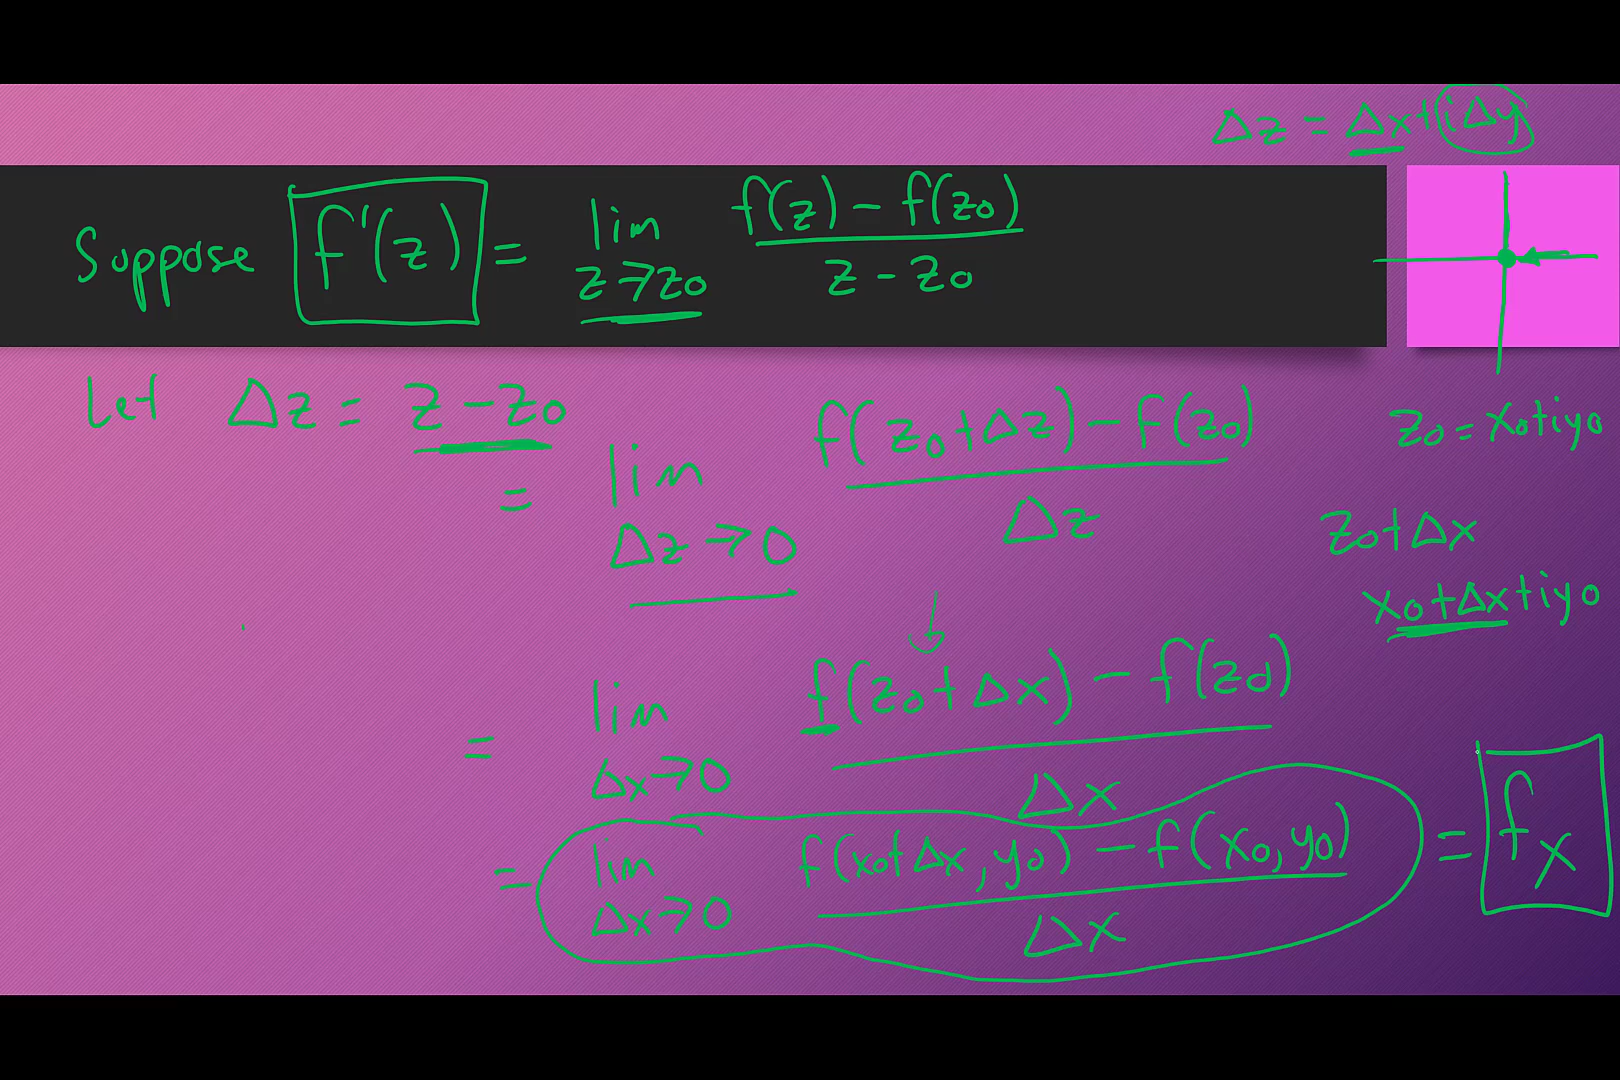 Δz = Δx + iΔy
Suppose f'(z) = lim z→z0 f(z) - f(z0) / z - z0
Let Δz = z - z0
= lim Δz→0 f(z0+Δz) - f(z0) / Δz
z0 = x0+iy0
z0+Δx
x0+Δx+iy0
= lim Δx→0 f(z0+Δx) - f(z0) / Δx
= lim Δx→0 f(x0+Δx, y0) - f(x0, y0) / Δx = fx